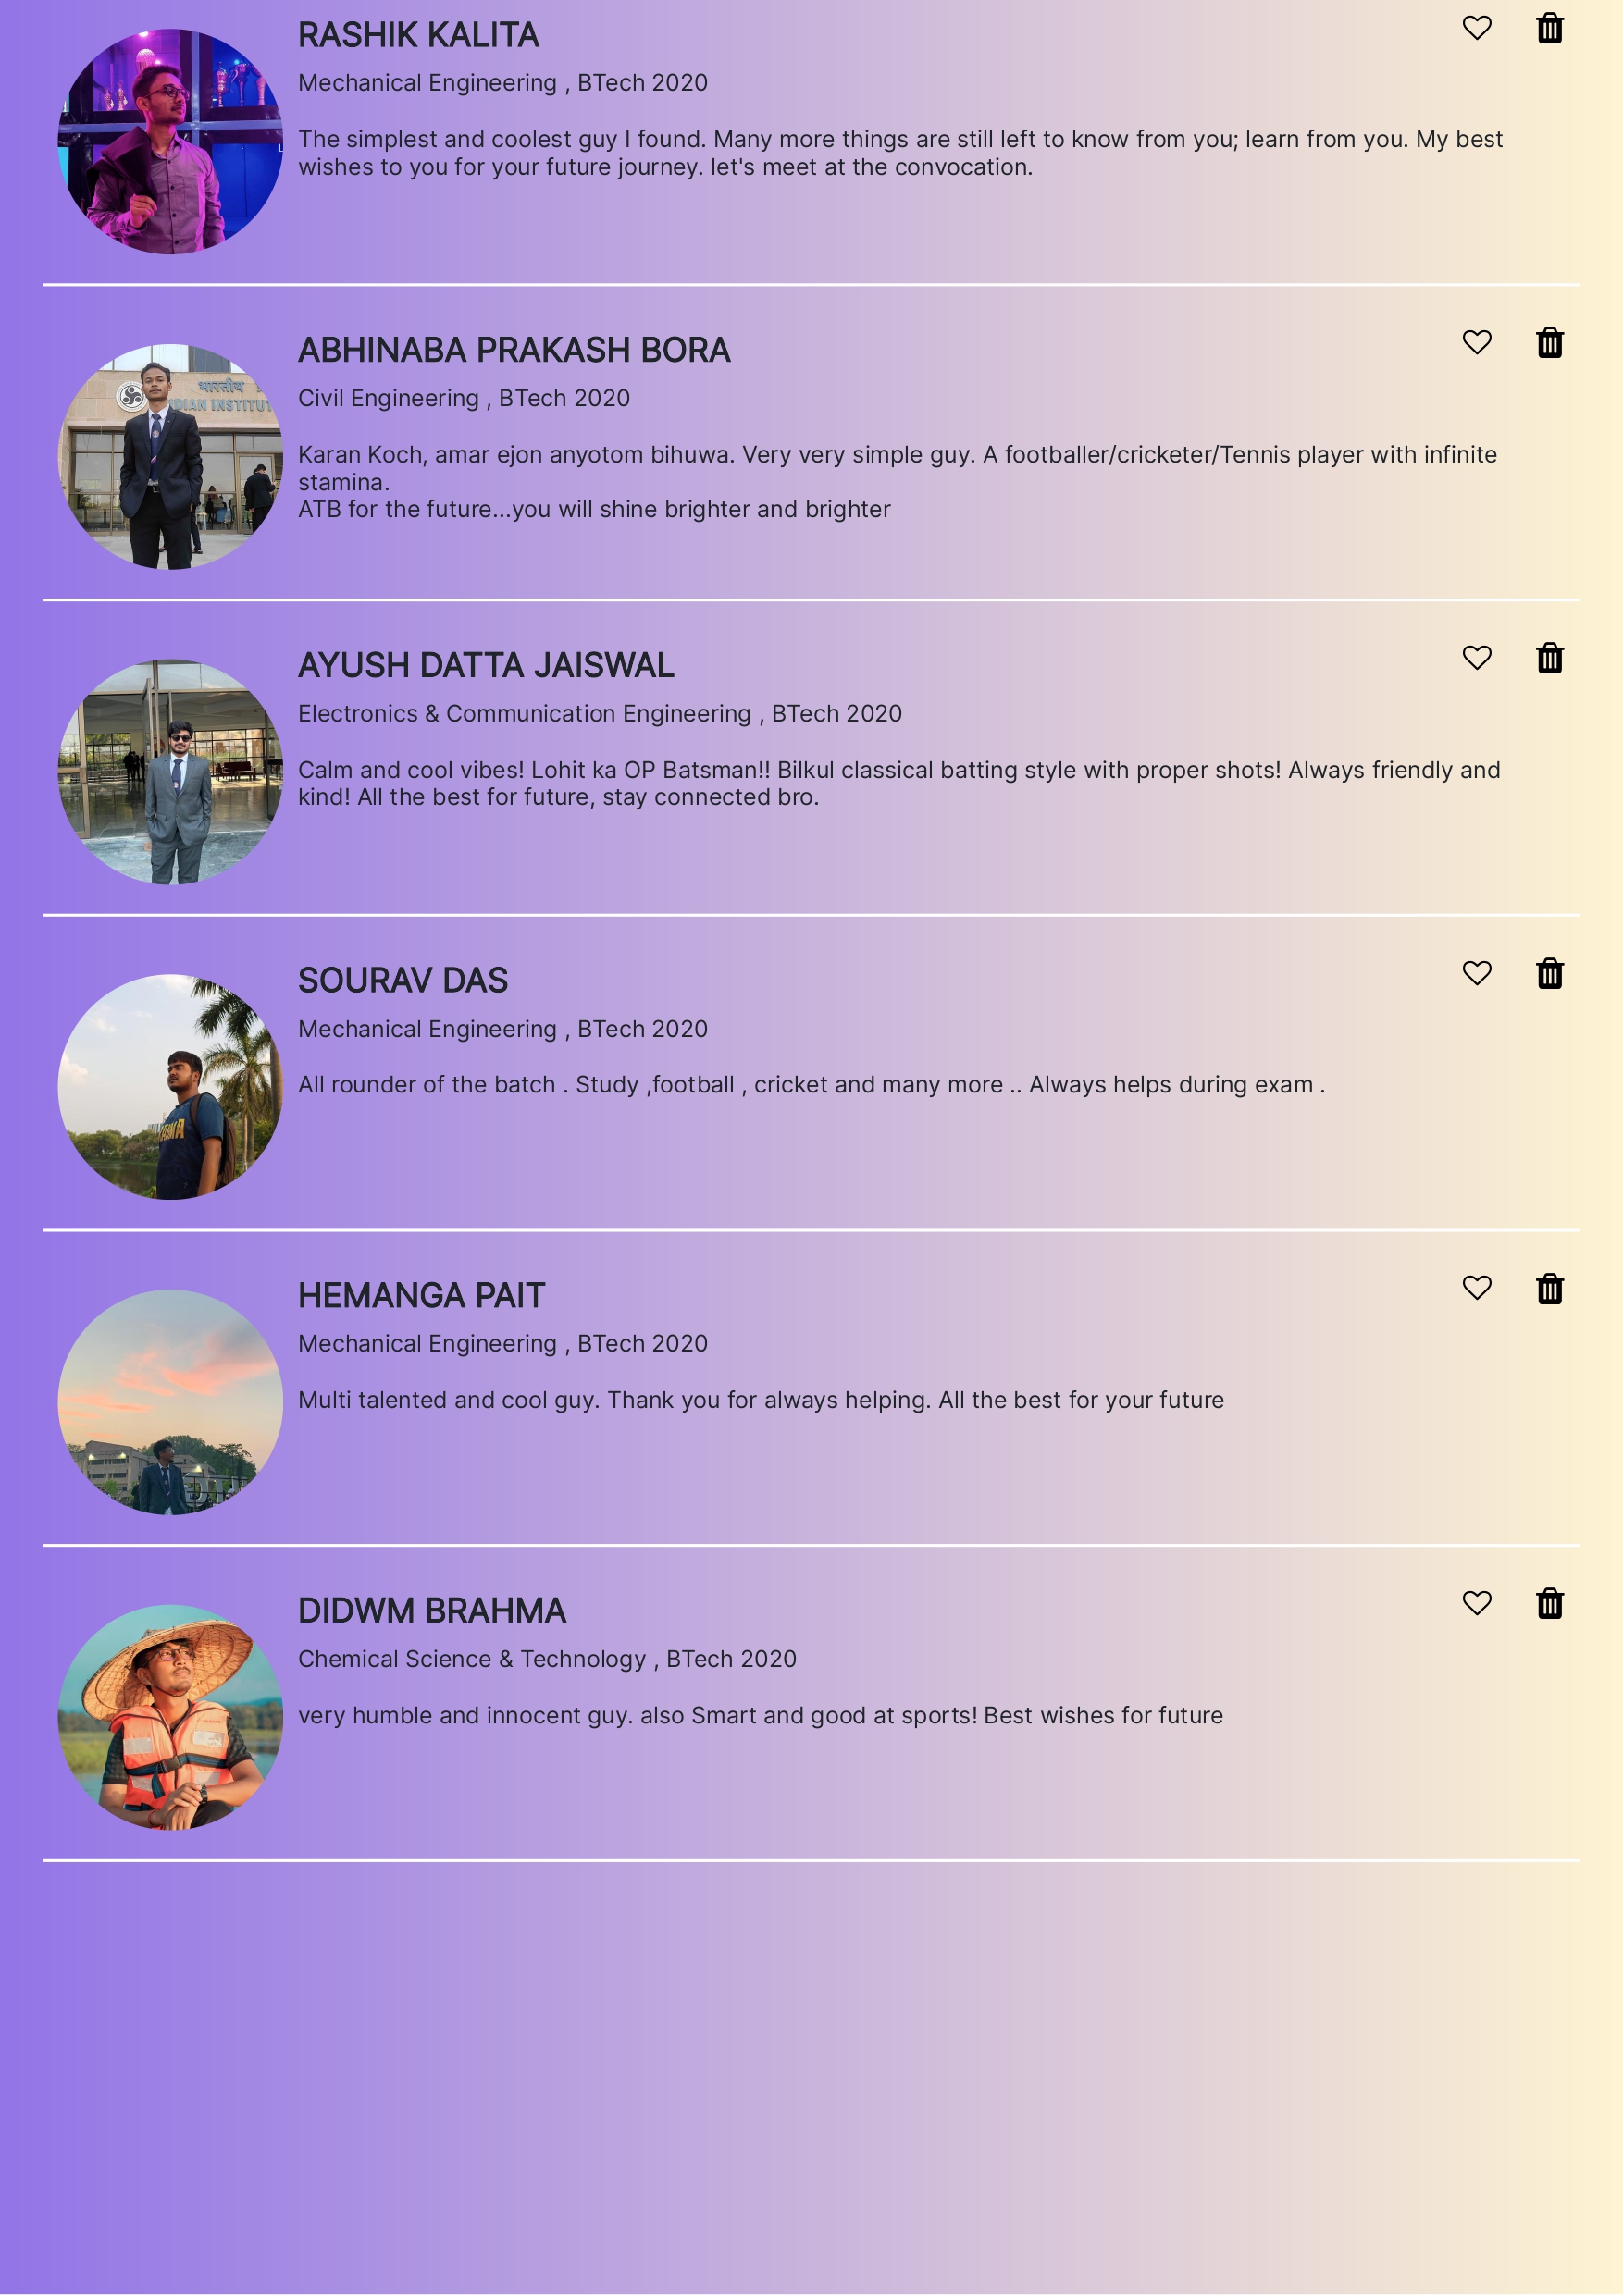 RASHIK KALITA
Mechanical Engineering , BTech 2020
The simplest and coolest guy I found. Many more things are still left to know from you; learn from you. My best
wishes to you for your future journey. let's meet at the convocation.
ABHINABA PRAKASH BORA
भारतीय
DIAN INSTITUT
Civil Engineering , BTech 2020
Karan Koch, amar ejon anyotom bihuwa. Very very simple guy. A footballer/cricketer/Tennis player with infinite
stamina.
ATB for the future...you will shine brighter and brighter
AYUSH DATTA JAISWAL
Electronics & Communication Engineering , BTech 2020
Calm and cool vibes! Lohit ka OP Batsman!! Bilkul classical batting style with proper shots! Always friendly and
kind! All the best for future, stay connected bro.
SOURAV DAS
Mechanical Engineering , BTech 2020
All rounder of the batch . Study ,football , cricket and many more .. Always helps during exam .
HEMANGA PAIT
Mechanical Engineering , BTech 2020
Multi talented and cool guy. Thank you for always helping. All the best for your future
DIDWM BRAHMA
Chemical Science & Technology , BTech 2020
very humble and innocent guy. also Smart and good at sports! Best wishes for future